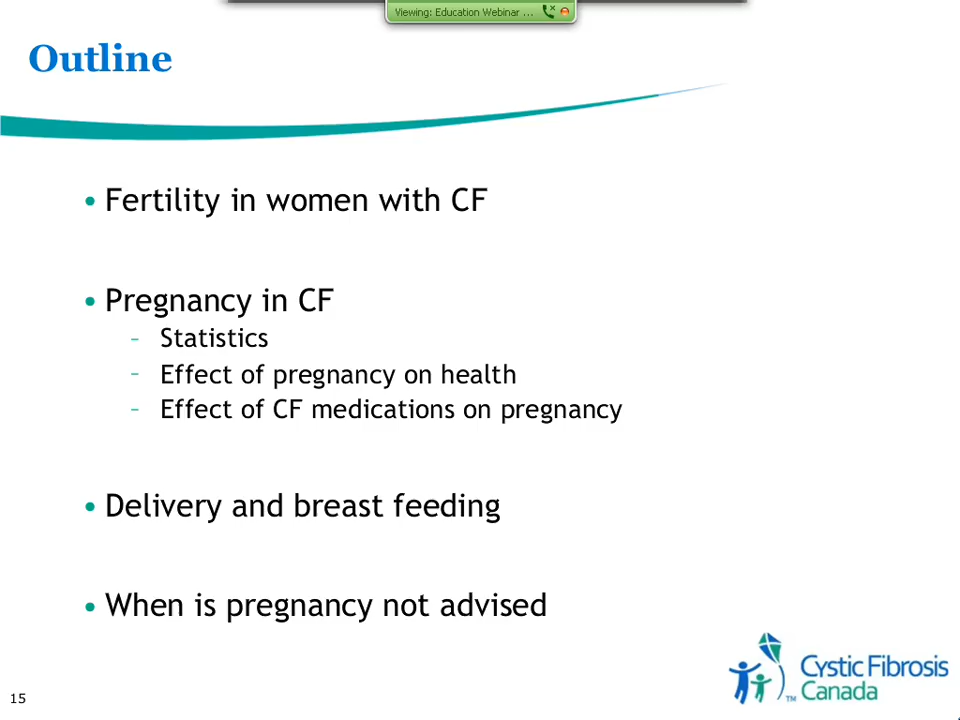 Viewing: Education Webinar ...
Outline
• Fertility in women with CF
• Pregnancy in CF
– Statistics
– Effect of pregnancy on health
– Effect of CF medications on pregnancy
• Delivery and breast feeding
• When is pregnancy not advised
Cystic Fibrosis
TM Canada
15